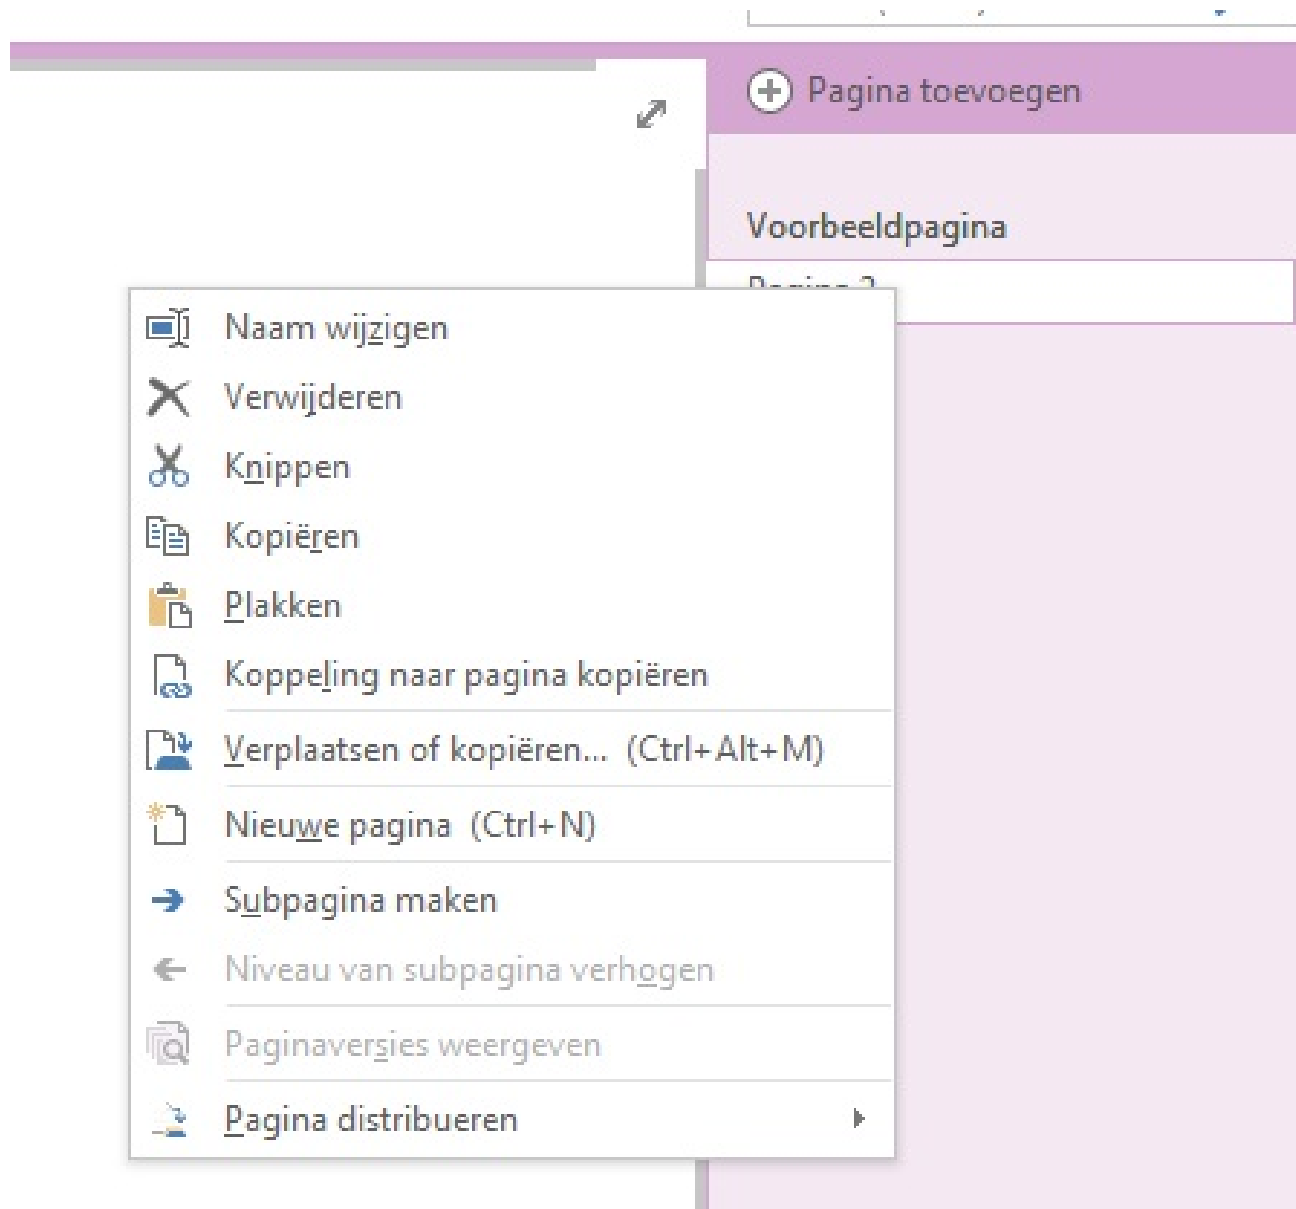 Pagina toevoegen
Voorbeeldpagina
Naam wijzigen
Verwijderen
Knippen
Kopiëren
Plakken
Koppeling naar pagina kopiëren
Verplaatsen of kopiëren... (Ctrl+Alt+M)
Nieuwe pagina (Ctrl+N)
Subpagina maken
Niveau van subpagina verhogen
Paginaversies weergeven
Pagina distribueren